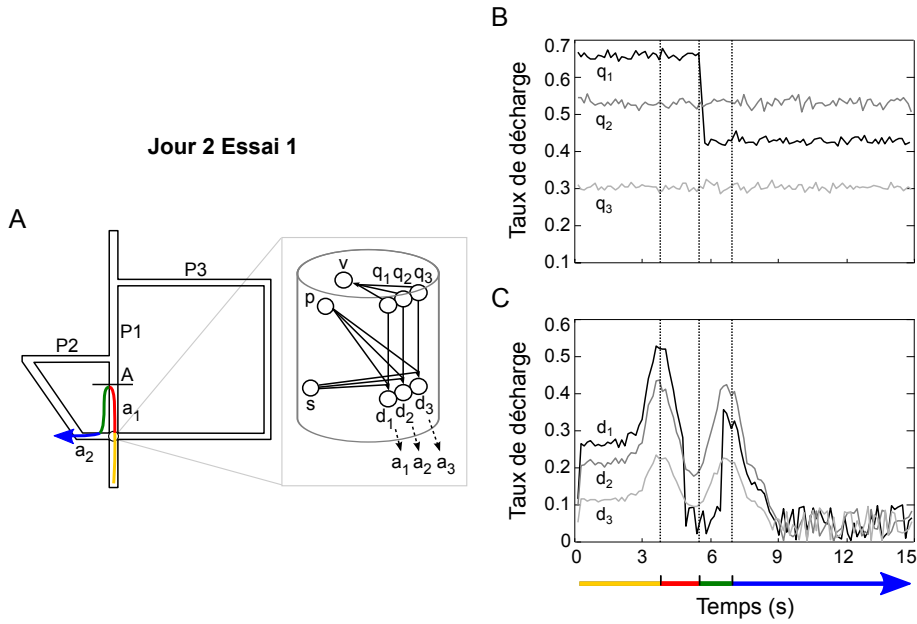 Jour 2 Essai 1
A
P3
P1
P2
A
a1
a2
v
q1 q2 q3
p
s
d1 d2 d3
a1 a2 a3
B
Taux de décharge
0.7
0.6
0.5
0.4
0.3
0.2
0.1
q1
q2
q3
C
Taux de décharge
0.6
0.5
0.4
0.3
0.2
0.1
0
d1
d2
d3
0 3 6 9 12 15
Temps (s)